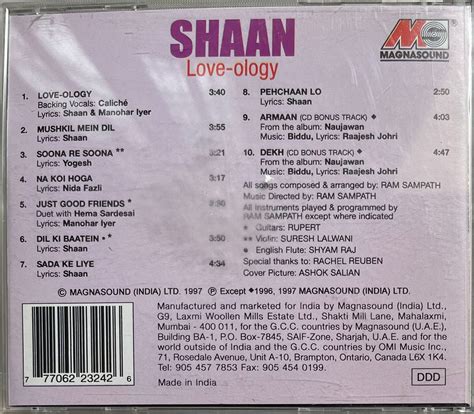 SHAAN
Love-ology
MAGNASOUND
®
1. LOVE-OLOGY 3:40
Backing Vocals: Caliché
Lyrics: Shaan & Manohar Iyer
2. MUSHKIL MEIN DIL 3:55
Lyrics: Shaan
3. SOONA RE SOONA ** 3:21
Lyrics: Yogesh
4. NA KOI HOGA 4:17
Lyrics: Nida Fazli
5. JUST GOOD FRIENDS *
Duet with Hema Sardesai
Lyrics: Manohar Iyer
6. DIL KI BAATEIN *
Lyrics: Shaan
7. SADA KE LIYE 4:34
Lyrics: Shaan
8. PEHCHAAN LO 2:50
Lyrics: Shaan
9. ARMAAN (CD BONUS TRACK) ◆ 4:03
From the album: Naujawan
Music: Biddu, Lyrics: Raajesh Johri
10. DEKH (CD BONUS TRACK) ◆ 4:47
From the album: Naujawan
Music: Biddu, Lyrics: Raajesh Johri
All songs composed & arranged by: RAM SAMPATH
Music Directed by: RAM SAMPATH
All instruments played & programmed by
RAM SAMPATH except where indicated
* Guitars: RUPERT
** Violin: SURESH LALWANI
English Flute: SHYAM RAJ
Special thanks to: RACHEL REUBEN
Cover Picture: ASHOK SALIAN
© MAGNASOUND (INDIA) LTD. 1997 ℗ Except ◆1996, 1997 MAGNASOUND (INDIA) LTD.
Manufactured and marketed for India by Magnasound (India) Ltd.,
G9, Laxmi Woollen Mills Estate Ltd., Shakti Mill Lane, Mahalaxmi,
Mumbai - 400 011, for the G.C.C. countries by Magnasound (U.A.E.),
Building BA-1, P.O. Box - 7845, SAIF-Zone, Sharjah, U.A.E. and for
the world outside of India and the G.C.C. countries by OMI Music Inc.,
71, Rosedale Avenue, Unit A-10, Brampton, Ontario, Canada L6X 1K4.
Tel: 905 457 7853 Fax: 905 454 0199.
Made in India
DDD
7 77062 23242 6